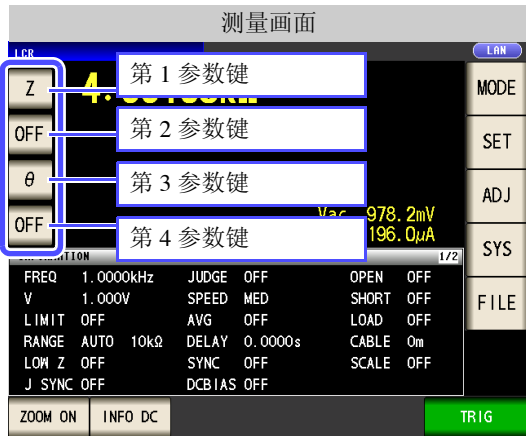 测量画面
LCR
LAN
Z
第 1 参数键
MODE
OFF
第 2 参数键
SET
θ
第 3 参数键
ADJ
978.2mV
OFF
第 4 参数键
196.0μA
SYS
1/2
FREQ 1.0000kHz JUDGE OFF OPEN OFF
V 1.000V SPEED MED SHORT OFF
FILE
LIMIT OFF AVG OFF LOAD OFF
RANGE AUTO 10kΩ DELAY 0.0000s CABLE 0m
LOW Z OFF SYNC OFF SCALE OFF
J SYNC OFF DCBIAS OFF
ZOOM ON INFO DC TRIG